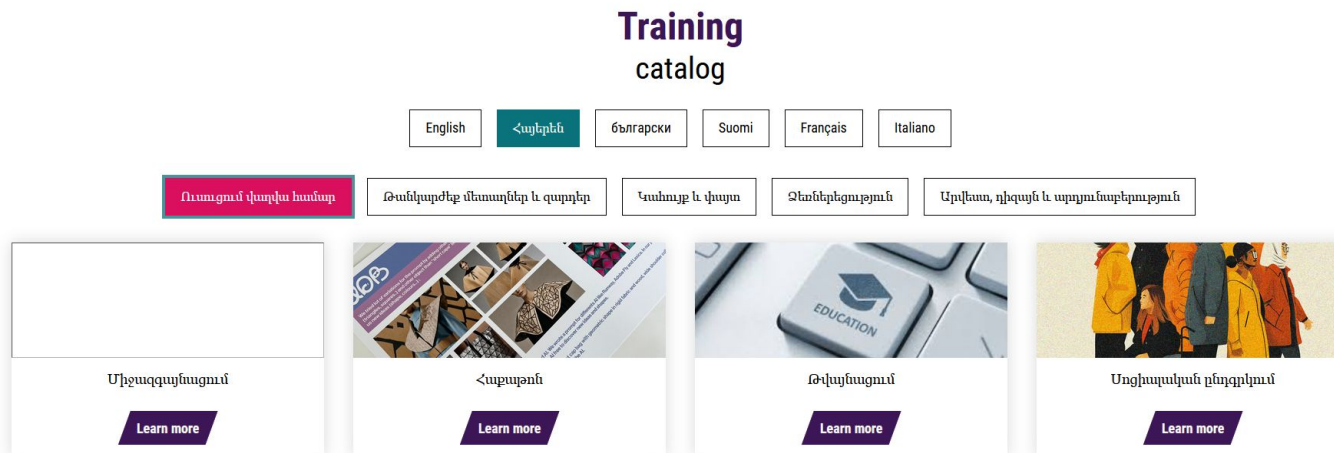 Training
catalog
English Հայերեն български Suomi Français Italiano
Ուսուցում վաղվա համար Թանկարժեք մետաղներ և զարդեր Կահույք և փայտ Ձեռներեցություն Արվեստ, դիզայն և արդյունաբերություն
EDUCATION
Միջազգայնացում Հաքաթոն Թվայնացում Սոցիալական ընդգրկում
Learn more Learn more Learn more Learn more